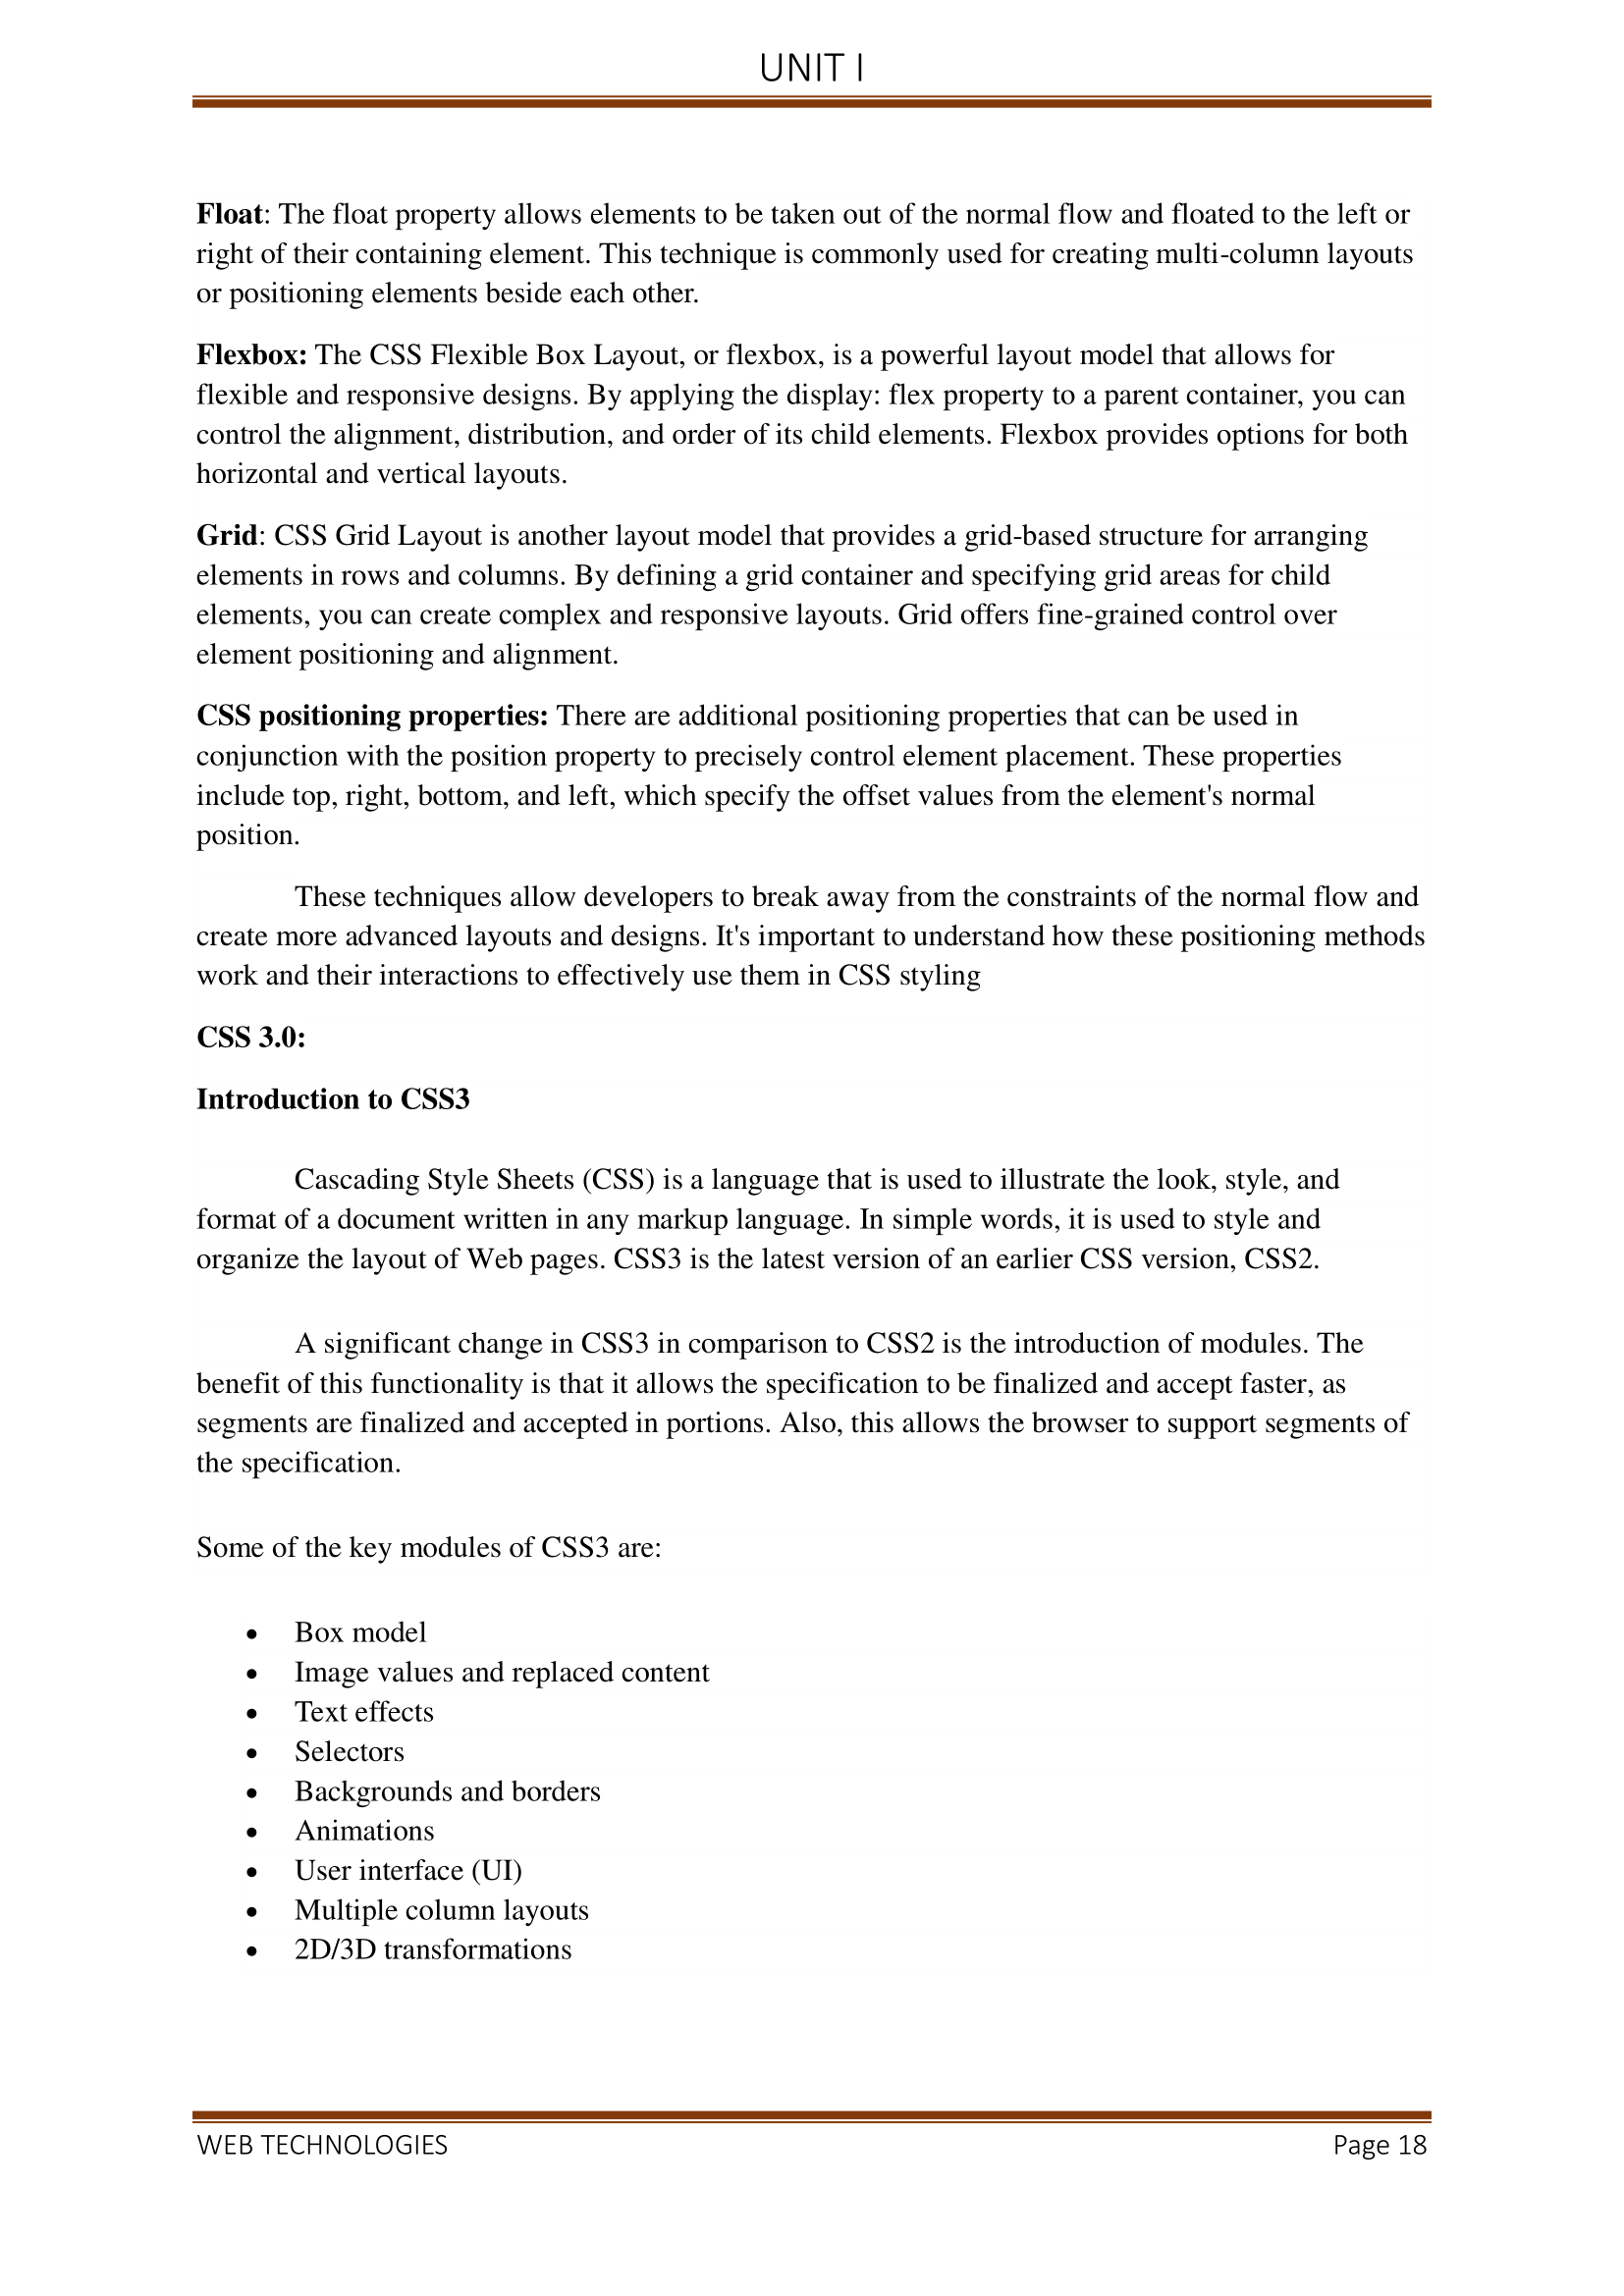 UNIT I
Float: The float property allows elements to be taken out of the normal flow and floated to the left or
right of their containing element. This technique is commonly used for creating multi-column layouts
or positioning elements beside each other.
Flexbox: The CSS Flexible Box Layout, or flexbox, is a powerful layout model that allows for
flexible and responsive designs. By applying the display: flex property to a parent container, you can
control the alignment, distribution, and order of its child elements. Flexbox provides options for both
horizontal and vertical layouts.
Grid: CSS Grid Layout is another layout model that provides a grid-based structure for arranging
elements in rows and columns. By defining a grid container and specifying grid areas for child
elements, you can create complex and responsive layouts. Grid offers fine-grained control over
element positioning and alignment.
CSS positioning properties: There are additional positioning properties that can be used in
conjunction with the position property to precisely control element placement. These properties
include top, right, bottom, and left, which specify the offset values from the element's normal
position.
These techniques allow developers to break away from the constraints of the normal flow and
create more advanced layouts and designs. It's important to understand how these positioning methods
work and their interactions to effectively use them in CSS styling
CSS 3.0:
Introduction to CSS3
Cascading Style Sheets (CSS) is a language that is used to illustrate the look, style, and
format of a document written in any markup language. In simple words, it is used to style and
organize the layout of Web pages. CSS3 is the latest version of an earlier CSS version, CSS2.
A significant change in CSS3 in comparison to CSS2 is the introduction of modules. The
benefit of this functionality is that it allows the specification to be finalized and accept faster, as
segments are finalized and accepted in portions. Also, this allows the browser to support segments of
the specification.
Some of the key modules of CSS3 are:
• Box model
• Image values and replaced content
• Text effects
• Selectors
• Backgrounds and borders
• Animations
• User interface (UI)
• Multiple column layouts
• 2D/3D transformations
WEB TECHNOLOGIES Page 18